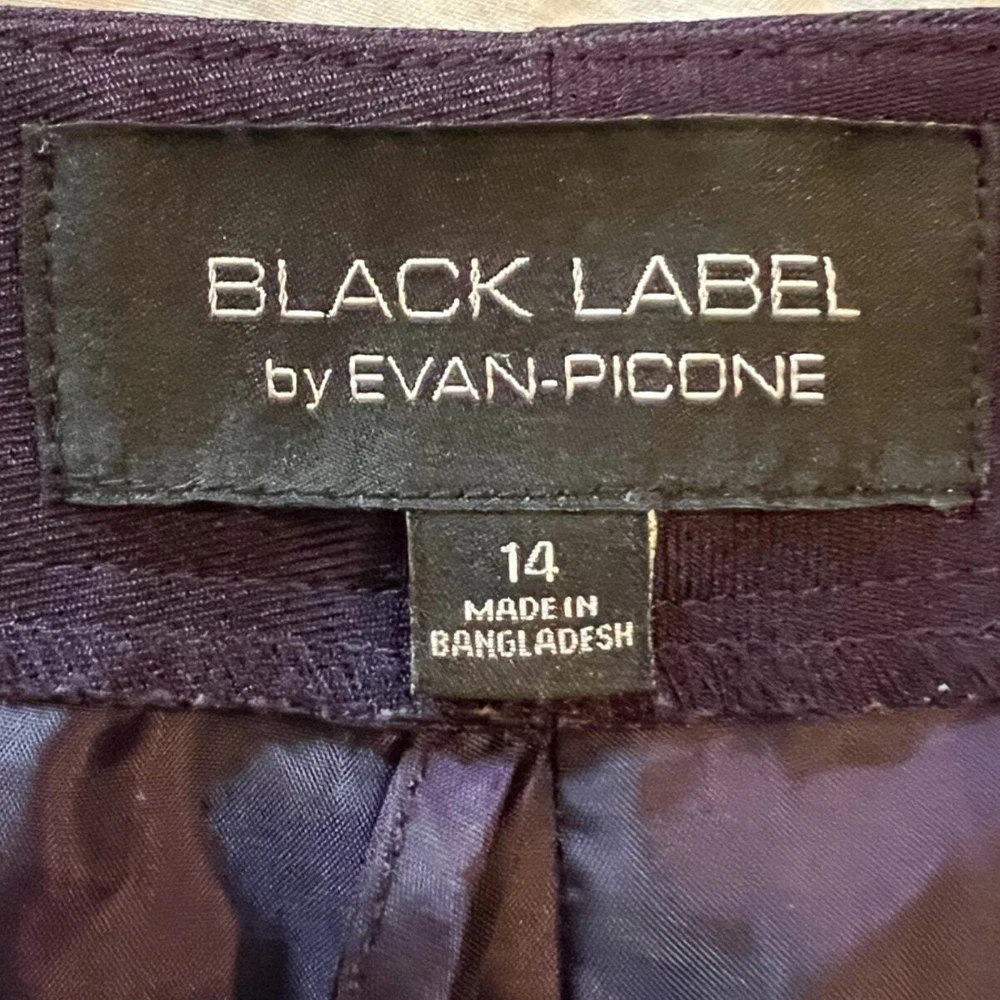 BLACK LABEL
by EVAN-PICONE
14
MADE IN
BANGLADESH